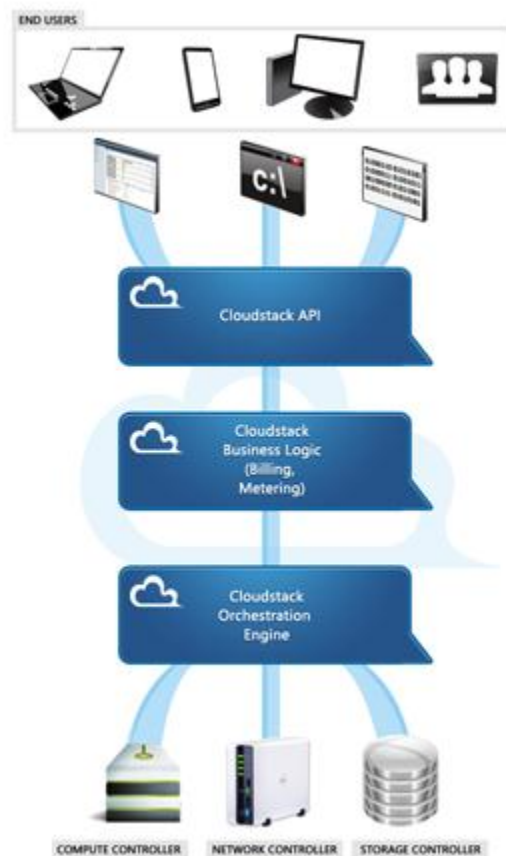 END USERS
c:\
Cloudstack API
Cloudstack
Business Logic
(Billing,
Metering)
Cloudstack
Orchestration
Engine
COMPUTE CONTROLLER
NETWORK CONTROLLER
STORAGE CONTROLLER